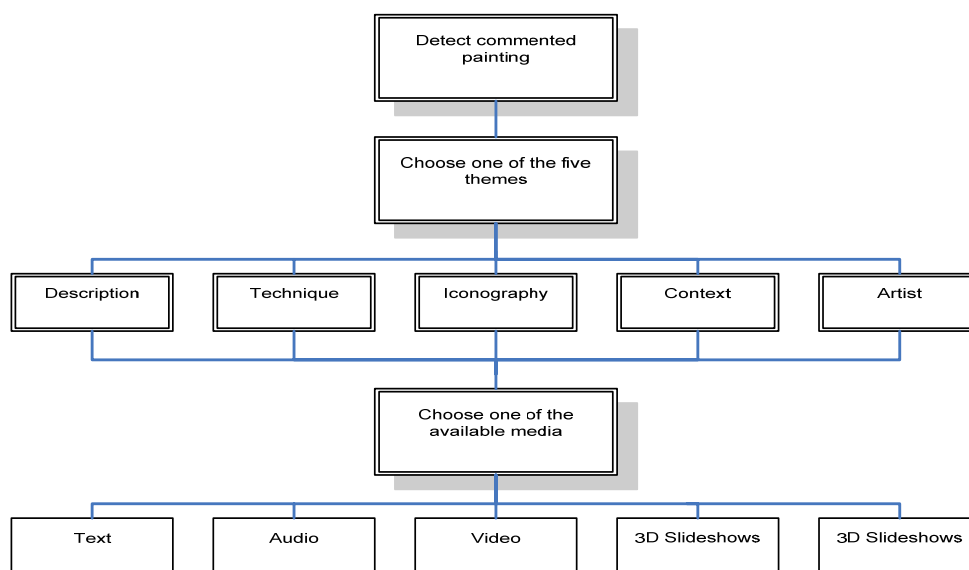 Detect commented
painting
Choose one of the five
themes
Description
Technique
Iconography
Context
Artist
Choose one of the
available media
Text
Audio
Video
3D Slideshows
3D Slideshows